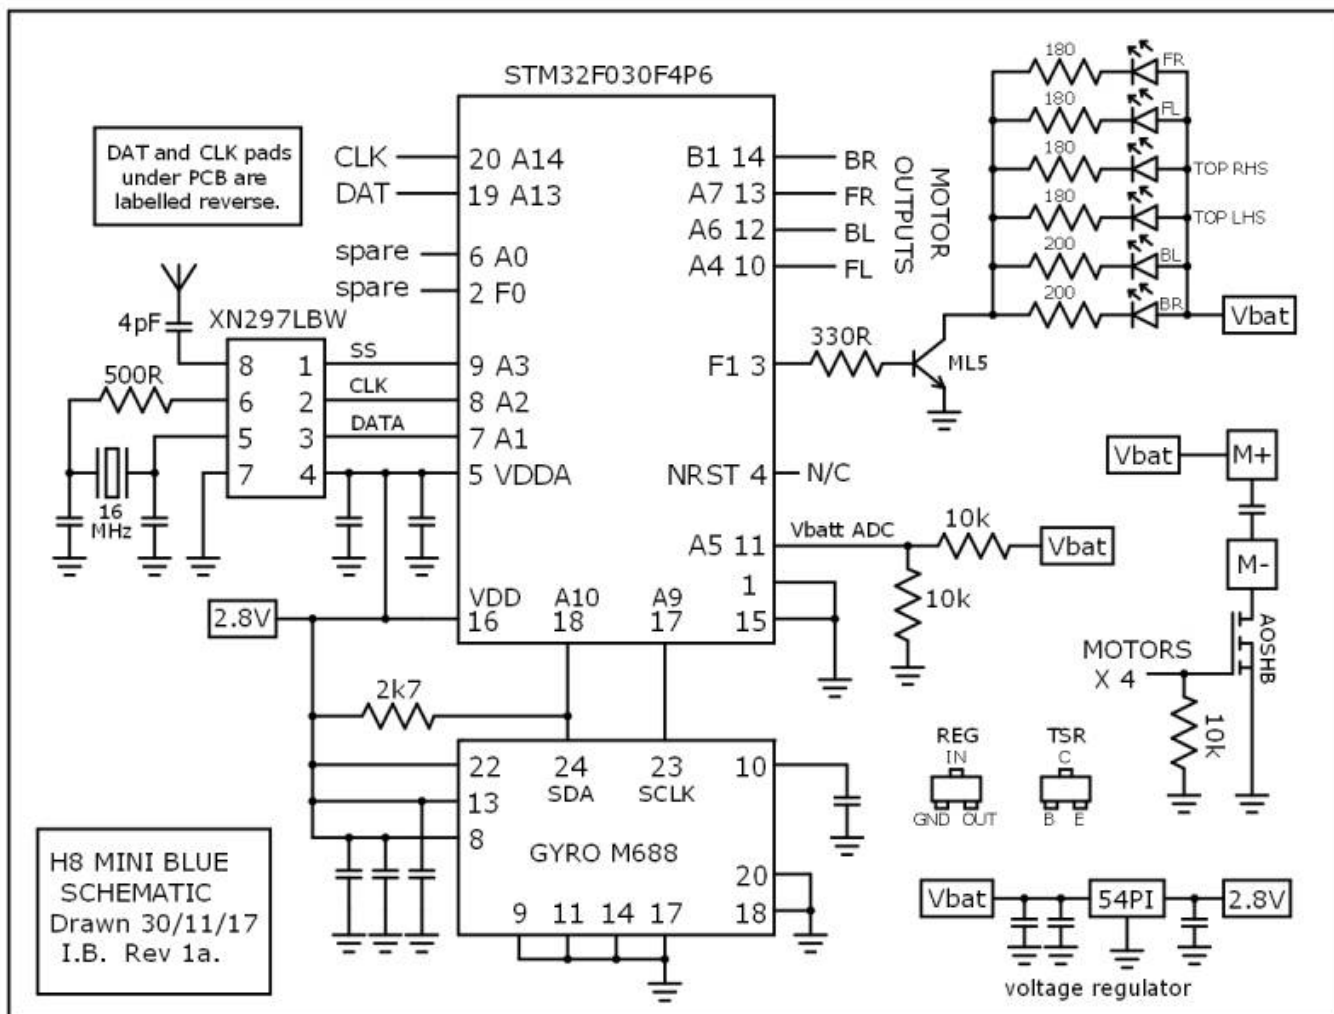 STM32F030F4P6
DAT and CLK pads
under PCB are
labelled reverse.
CLK
20 A14
DAT
19 A13
spare
6 A0
spare
2 F0
B1 14
BR
A7 13
FR
A6 12
BL
A4 10
FL
MOTOR
OUTPUTS
180
FR
180
FL
180
TOP RHS
180
TOP LHS
200
BL
200
BR
Vbat
4pF
XN297LBW
8
1
SS
9 A3
500R
6
2
CLK
8 A2
5
3
DATA
7 A1
7
4
5 VDDA
16
MHz
F1 3
330R
ML5
NRST 4
N/C
A5 11
Vbatt ADC
10k
Vbat
10k
1
15
VDD
16
A10
18
A9
17
2.8V
2k7
22
13
8
24
SDA
23
SCLK
10
GYRO M688
20
18
9
11
14
17
Vbat
M+
M-
AOSHB
MOTORS
X 4
10k
REG
IN
GND
OUT
TSR
C
B
E
H8 MINI BLUE
SCHEMATIC
Drawn 30/11/17
I.B. Rev 1a.
Vbat
54PI
2.8V
voltage regulator